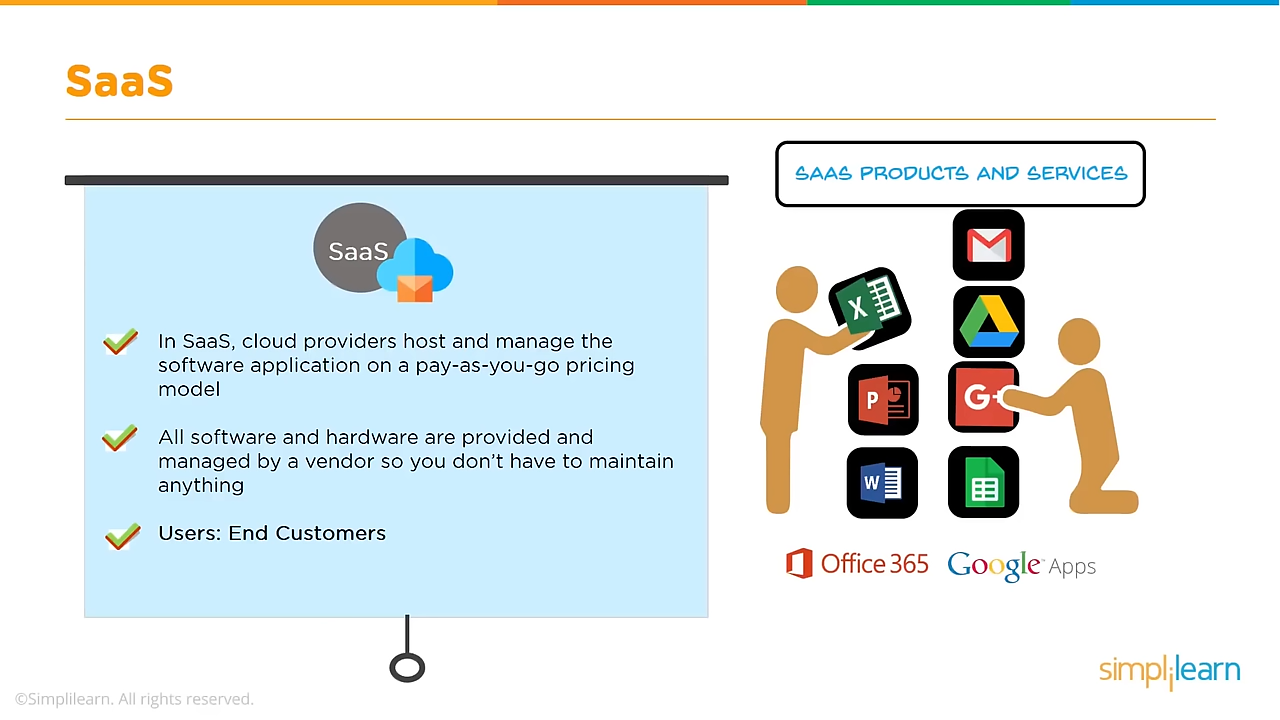 SaaS
SaaS
In SaaS, cloud providers host and manage the
software application on a pay-as-you-go pricing
model
All software and hardware are provided and
managed by a vendor so you don't have to maintain
anything
Users: End Customers
SAAS PRODUCTS AND SERVICES
X
P
G+
W
Office 365
Google™ Apps
simplilearn
©Simplilearn. All rights reserved.